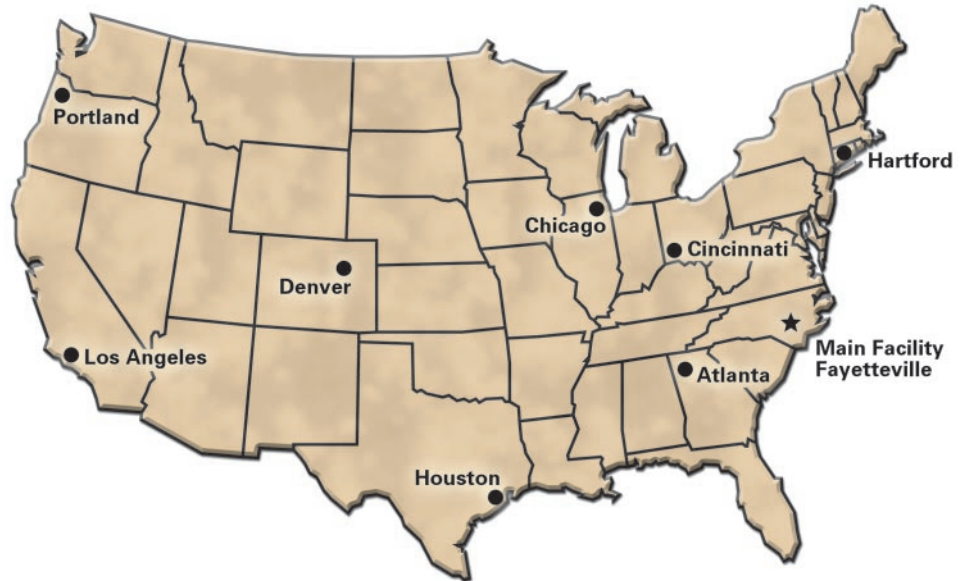 Portland
Hartford
Chicago
Cincinnati
Denver
Main Facility
Fayetteville
Los Angeles
Atlanta
Houston